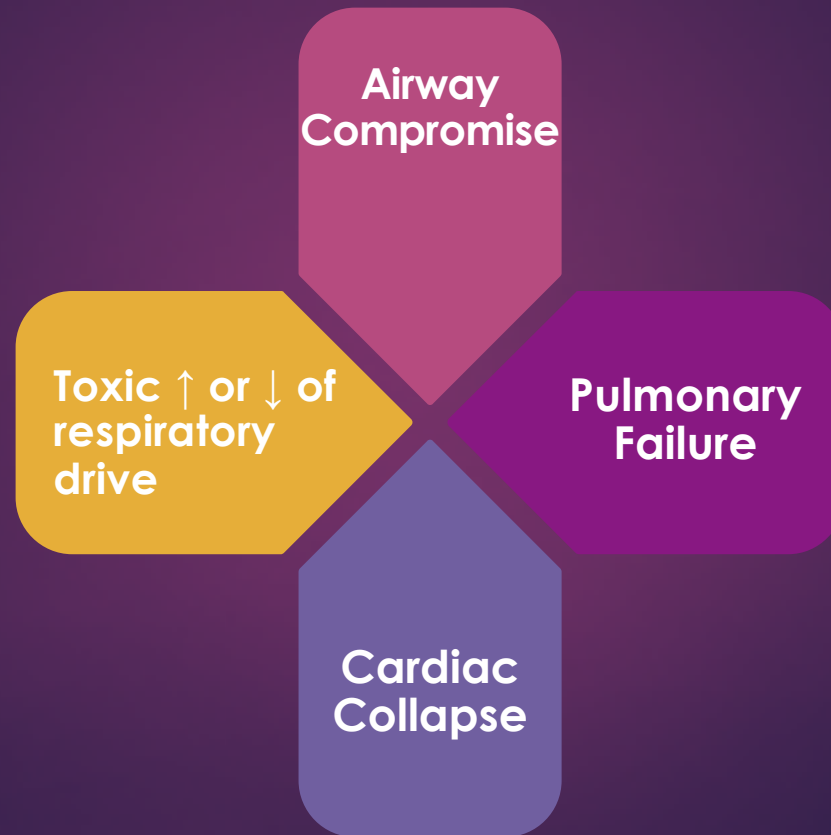 Airway
Compromise
Toxic ↑ or ↓ of
respiratory
drive
Pulmonary
Failure
Cardiac
Collapse